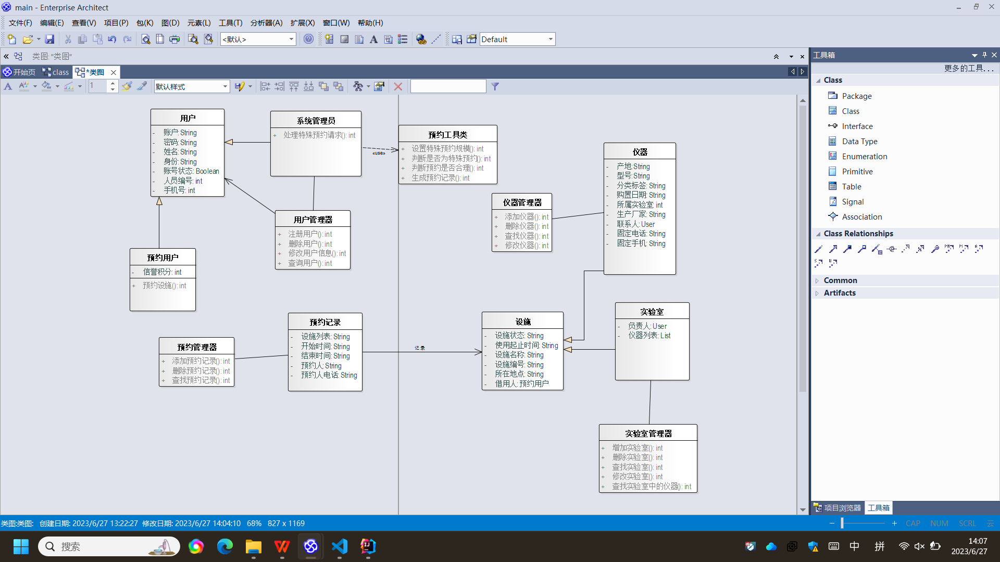 main - Enterprise Architect
文件(F) 编辑(E) 查看(V) 项目(P) 包(K) 图(D) 元素(L) 工具(T) 分析器(A) 扩展(X) 窗口(W) 帮助(H)
<默认> Default
类图: "类图"
开始页 class *类图
1 默认样式
用户
- 账户: String
- 密码: String
- 姓名: String
- 身份: String
- 账号状态: Boolean
- 人员编号: int
- 手机号: int
系统管理员
+ 处理特殊预约请求(): int
«use»
预约工具类
+ 设置特殊预约规模(): int
+ 判断是否为特殊预约(): int
+ 判断预约是否合理(): int
+ 生成预约记录(): int
仪器
- 产地: String
- 型号: String
- 分类标签: String
- 购置日期: String
- 所属实验室: int
- 生产厂家: String
- 联系人: User
- 固定电话: String
- 固定手机: String
仪器管理器
+ 添加仪器(): int
+ 删除仪器(): int
+ 查找仪器(): int
+ 修改仪器(): int
用户管理器
+ 注册用户(): int
+ 删除用户(): int
+ 修改用户信息(): int
+ 查询用户(): int
预约用户
- 信誉积分: int
+ 预约设施(): int
预约记录
- 设施列表: String
- 开始时间: String
- 结束时间: String
- 预约人: String
- 预约人电话: String
预约管理器
+ 添加预约记录(): int
+ 删除预约记录(): int
+ 查找预约记录(): int
记录
设施
- 设施状态: String
- 使用起止时间: String
- 设施名称: String
- 设施编号: String
- 所在地点: String
- 借用人: 预约用户
实验室
- 负责人: User
- 仪器列表: List
实验室管理器
+ 增加实验室(): int
+ 删除实验室(): int
+ 查找实验室(): int
+ 修改实验室(): int
+ 查找实验室中的仪器(): int
工具箱
更多的工具...
Class
Package
Class
Interface
Data Type
Enumeration
Primitive
Table
Signal
Association
Class Relationships
Common
Artifacts
项目浏览器 工具箱
类图:类图: 创建日期: 2023/6/27 13:22:27 修改日期: 2023/6/27 14:04:10 68% 827 x 1169
CAP NUM SCRL 云
搜索
中 拼
14:07
2023/6/27